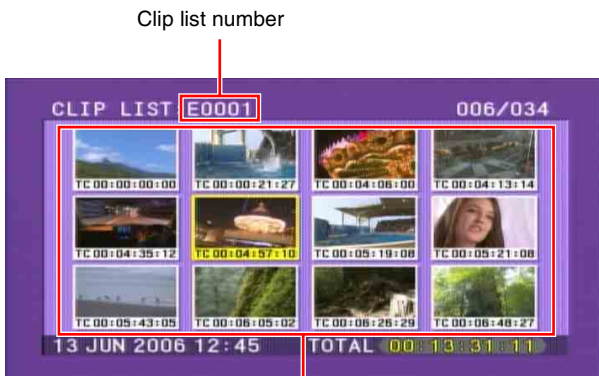 Clip list number
CLIP LIST:E0001 006/034
TC 00:00:00:00 TC 00:00:21:27 TC 00:04:06:00 TC 00:04:13:14
TC 00:04:35:12 TC 00:04:57:10 TC 00:05:19:08 TC 00:05:21:08
TC 00:05:43:05 TC 00:06:05:02 TC 00:06:26:29 TC 00:06:48:27
13 JUN 2006 12:45 TOTAL 00:13:31:11